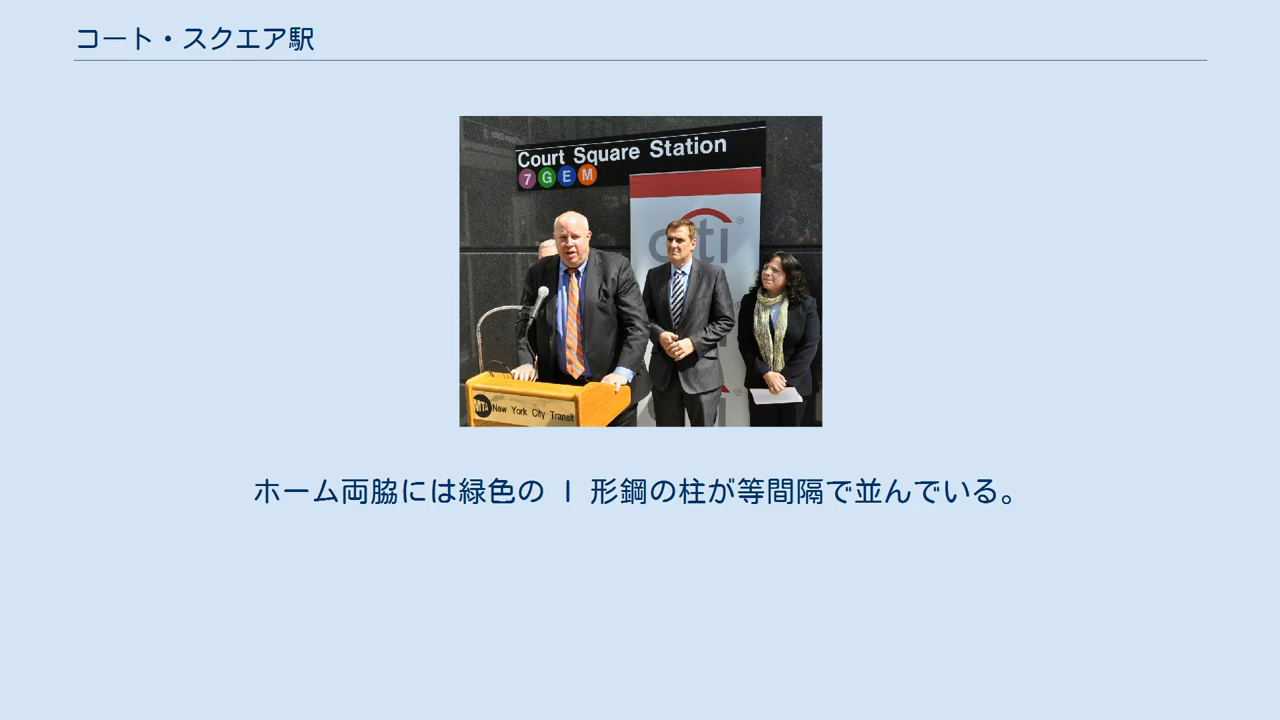 コート・スクエア駅
Court Square Station
7 G E M
citi
MTA New York City Transit
ホーム両脇には緑色の I 形鋼の柱が等間隔で並んでいる。